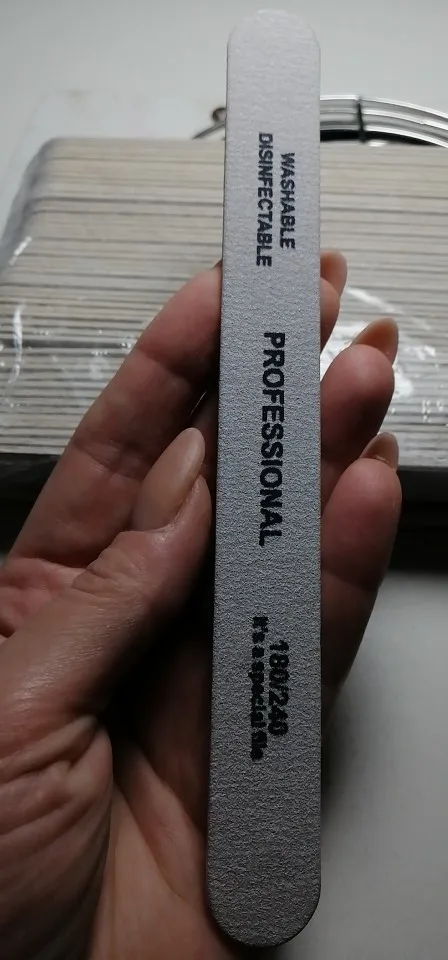 WASHABLE
DISINFECTABLE
PROFESSIONAL
180/240
It's a special file